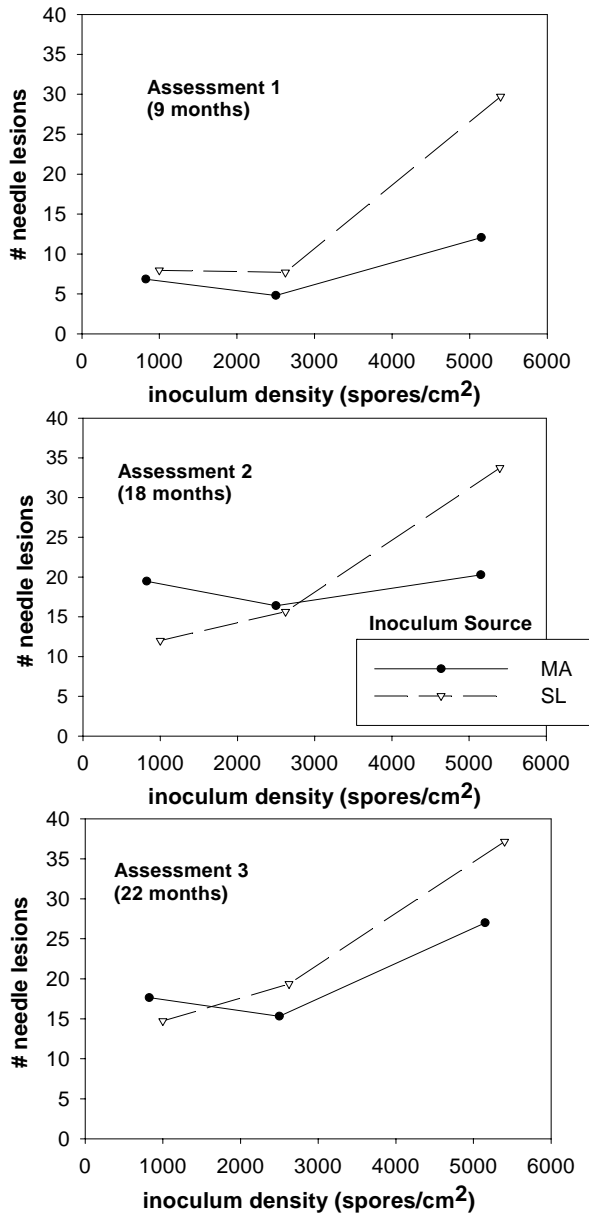 40
35
30
25
20
15
10
5
0
# needle lesions
Assessment 1
(9 months)
0 1000 2000 3000 4000 5000 6000
inoculum density (spores/cm²)
40
35
30
25
20
15
10
5
0
# needle lesions
Assessment 2
(18 months)
Inoculum Source
MA
SL
0 1000 2000 3000 4000 5000 6000
inoculum density (spores/cm²)
40
35
30
25
20
15
10
5
0
# needle lesions
Assessment 3
(22 months)
0 1000 2000 3000 4000 5000 6000
inoculum density (spores/cm²)